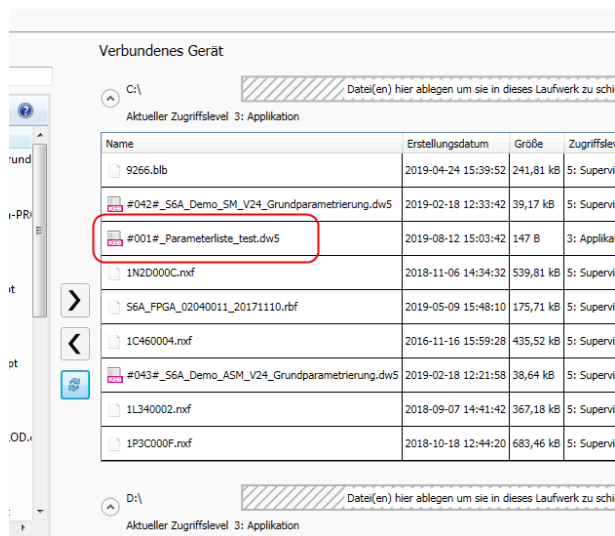 Verbundenes Gerät
C:\
Datei(en) hier ablegen um sie in dieses Laufwerk zu schi
Aktueller Zugriffslevel 3: Applikation
Name Erstellungsdatum Größe Zugriffsleve
9266.blb 2019-04-24 15:39:52 241,81 kB 5: Supervi
#042#_S6A_Demo_SM_V24_Grundparametrierung.dw5 2019-02-18 12:33:42 39,17 kB 5: Supervi
#001#_Parameterliste_test.dw5 2019-08-12 15:03:42 147 B 3: Applikat
1N2D000C.nxf 2018-11-06 14:34:32 539,81 kB 5: Supervi
S6A_FPGA_02040011_20171110.rbf 2019-05-09 15:48:10 175,71 kB 5: Supervi
1C460004.nxf 2016-11-16 15:59:28 435,52 kB 5: Supervi
#043#_S6A_Demo_ASM_V24_Grundparametrierung.dw5 2019-02-18 12:21:58 38,64 kB 5: Supervi
1L340002.nxf 2018-09-07 14:41:42 367,18 kB 5: Supervi
1P3C000F.nxf 2018-10-18 12:44:20 683,46 kB 5: Supervi
D:\
Datei(en) hier ablegen um sie in dieses Laufwerk zu schi
Aktueller Zugriffslevel 3: Applikation